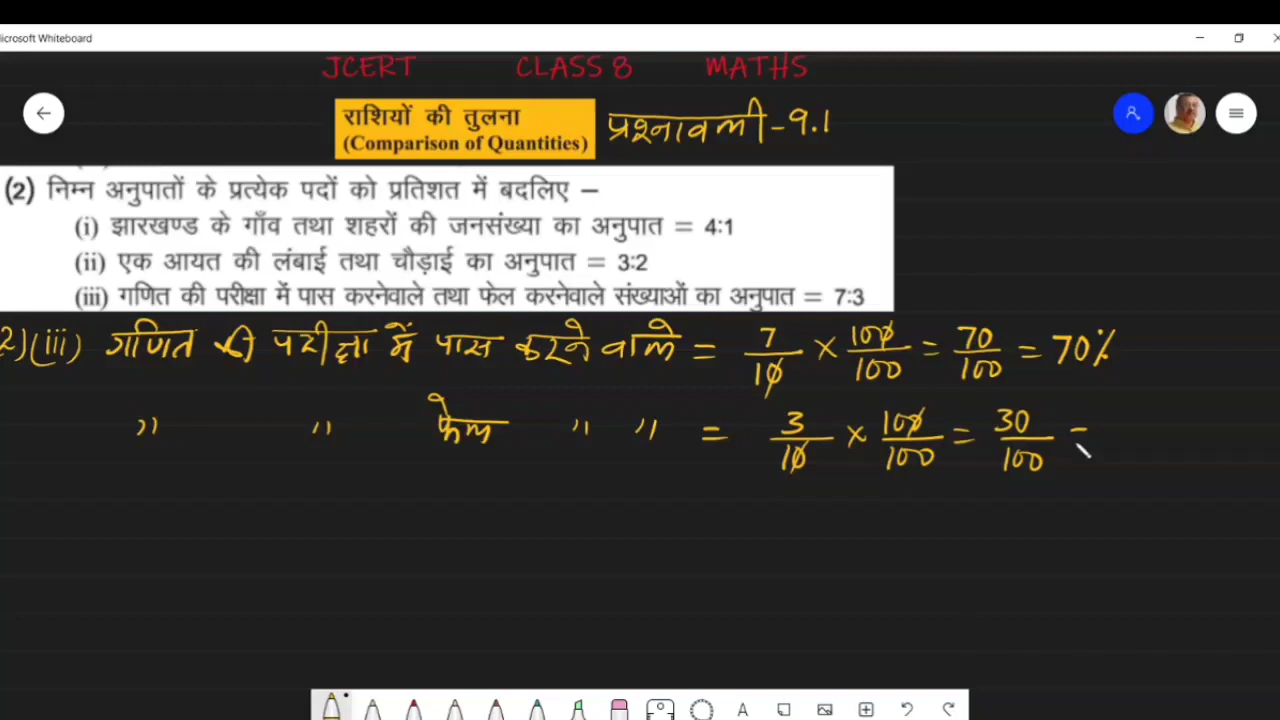 Microsoft Whiteboard
JCERT CLASS 8 MATHS
राशियों की तुलना
(Comparison of Quantities)
प्रश्नावली - 9.1
(2) निम्न अनुपातों के प्रत्येक पदों को प्रतिशत में बदलिए –
(i) झारखण्ड के गाँव तथा शहरों की जनसंख्या का अनुपात = 4:1
(ii) एक आयत की लंबाई तथा चौड़ाई का अनुपात = 3:2
(iii) गणित की परीक्षा में पास करनेवाले तथा फेल करनेवाले संख्याओं का अनुपात = 7:3
2)(iii) गणित की परीक्षा में पास करने वाले = 7/10 × 100/100 = 70/100 = 70%
" " फेल " " = 3/10 × 100/100 = 30/100 =